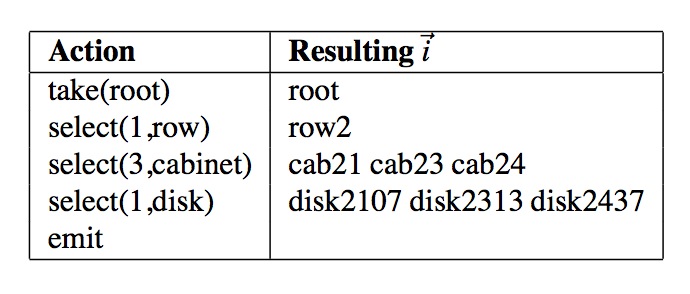 Action Resulting i⃗
take(root) root
select(1,row) row2
select(3,cabinet) cab21 cab23 cab24
select(1,disk) disk2107 disk2313 disk2437
emit